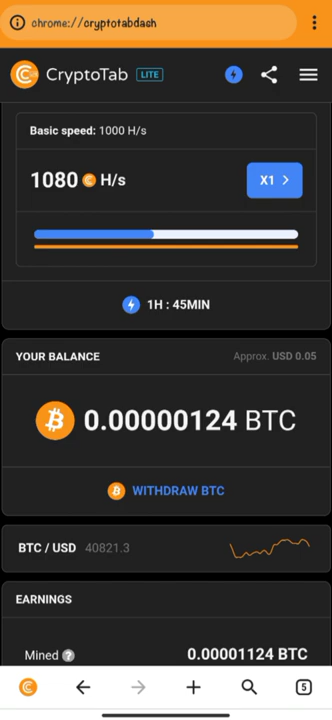 chrome://cryptotabdash
CryptoTab LITE
Basic speed: 1000 H/s
1080 H/s
X1 >
1H : 45MIN
YOUR BALANCE
Approx. USD 0.05
0.00000124 BTC
WITHDRAW BTC
BTC / USD 40821.3
EARNINGS
Mined ?
0.00001124 BTC
5